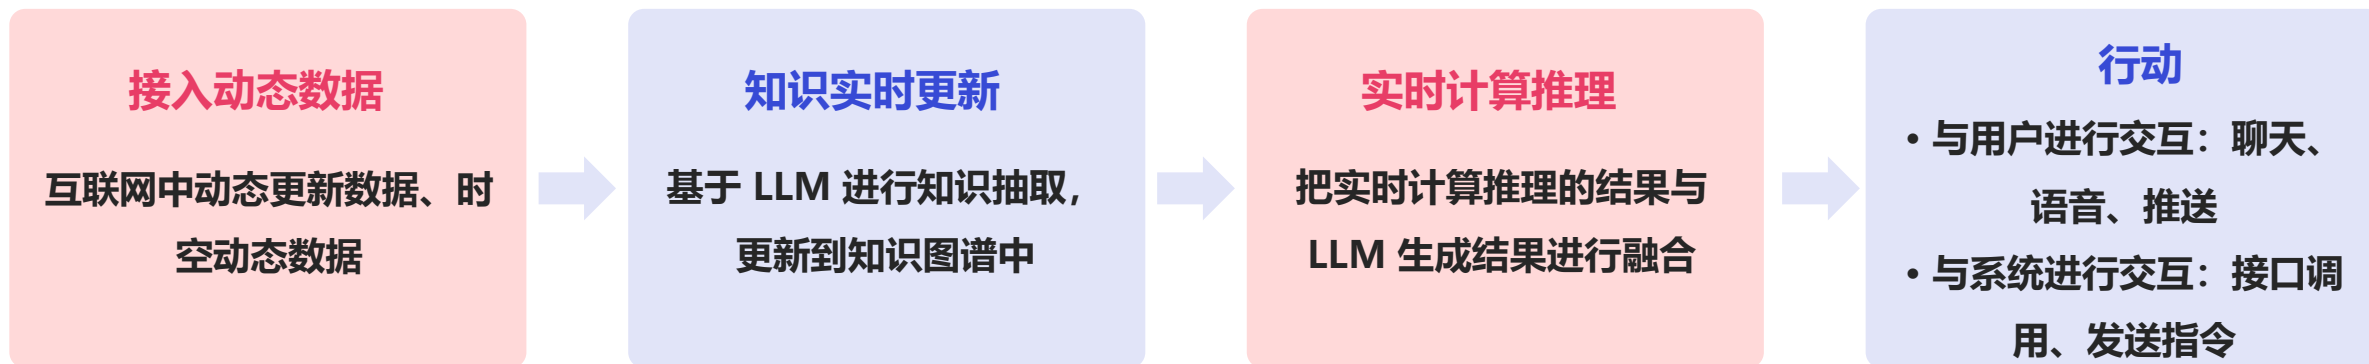 接入动态数据
互联网中动态更新数据、时
空动态数据
知识实时更新
基于 LLM 进行知识抽取，
更新到知识图谱中
实时计算推理
把实时计算推理的结果与
LLM 生成结果进行融合
行动
• 与用户进行交互：聊天、
语音、推送
• 与系统进行交互：接口调
用、发送指令